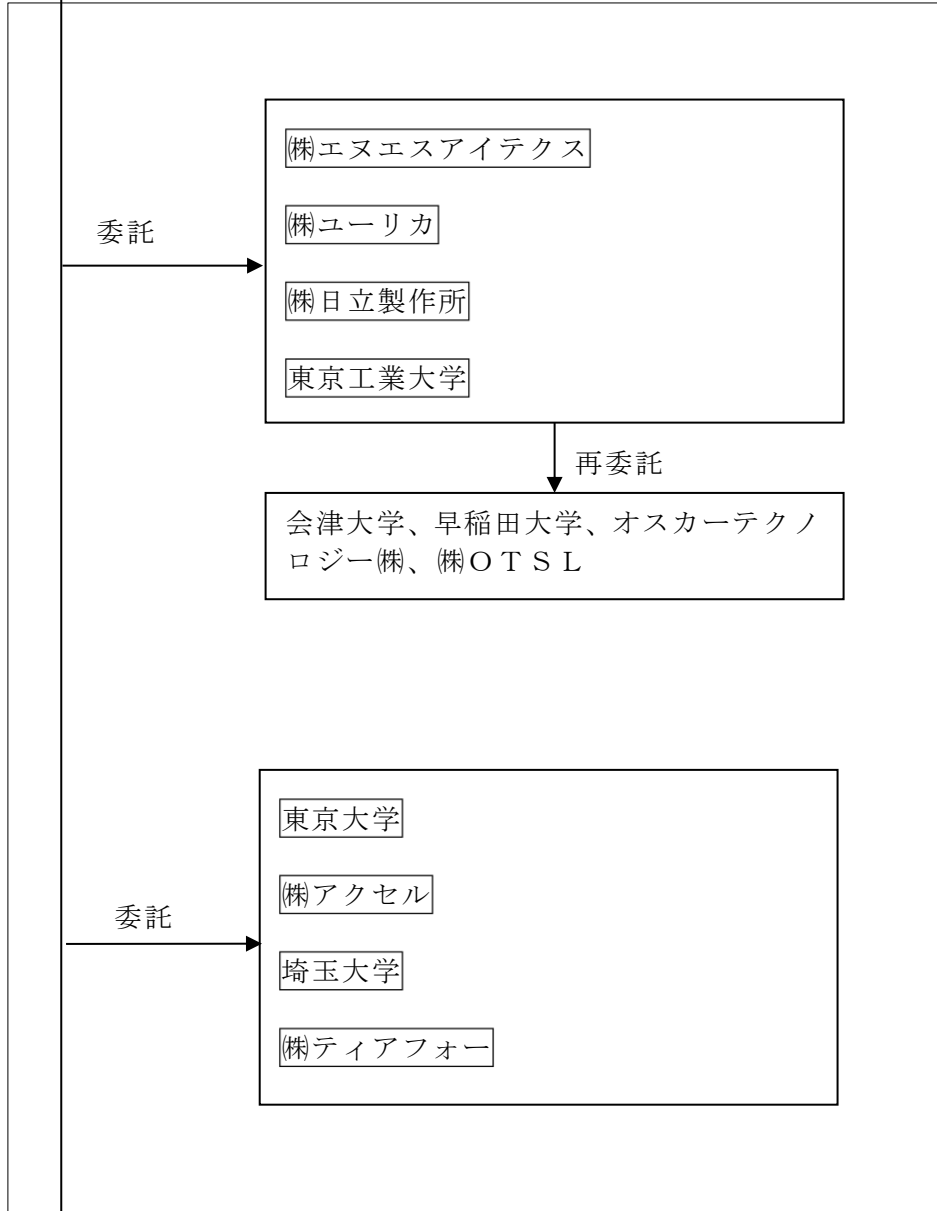 ㈱エヌエスアイテクス
㈱ユーリカ
委託
㈱日立製作所
東京工業大学
再委託
会津大学、早稲田大学、オスカーテクノ
ロジー㈱、㈱ＯＴＳＬ
東京大学
㈱アクセル
委託
埼玉大学
㈱ティアフォー